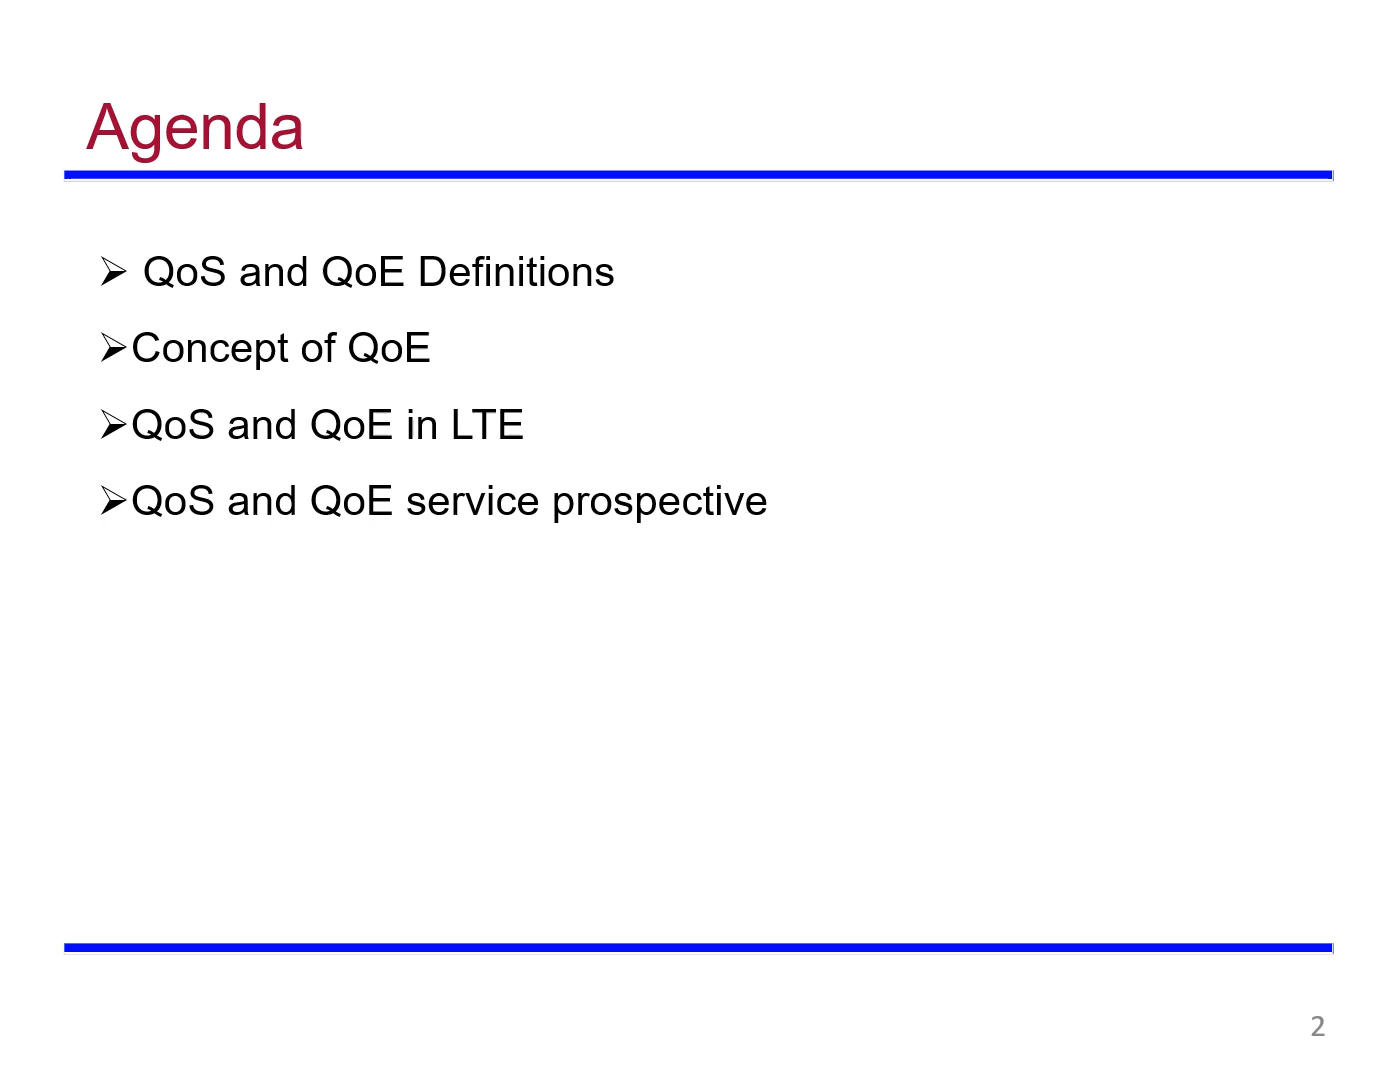 Agenda
➢ QoS and QoE Definitions
➢Concept of QoE
➢QoS and QoE in LTE
➢QoS and QoE service prospective
2